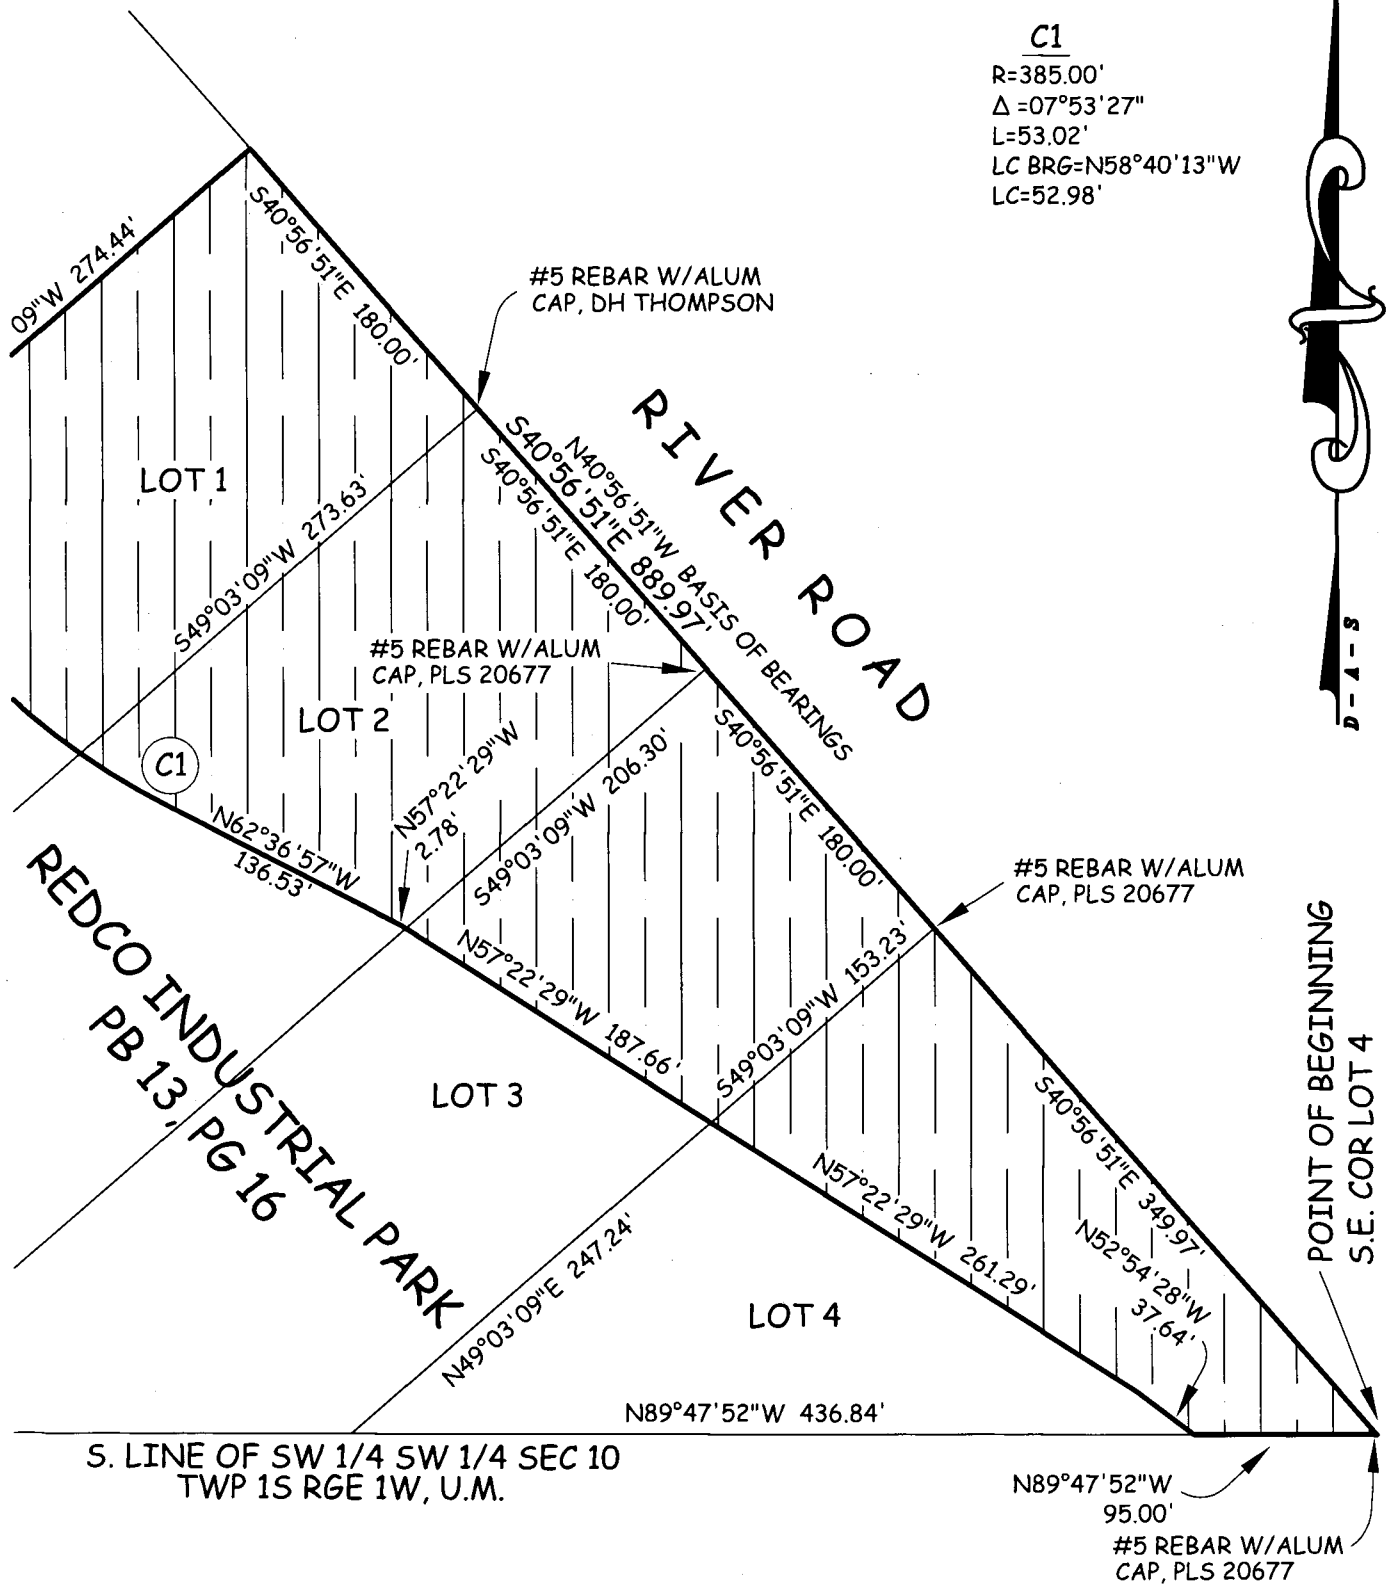 C1
R=385.00'
Δ =07°53'27"
L=53.02'
LC BRG=N58°40'13"W
LC=52.98'
09"W 274.44'
S40°56'51"E 180.00'
#5 REBAR W/ALUM
CAP, DH THOMPSON
RIVER ROAD
N40°56'51"W BASIS OF BEARINGS
S40°56'51"E 889.97'
S40°56'51"E 180.00'
LOT 1
S49°03'09"W 273.63'
#5 REBAR W/ALUM
CAP, PLS 20677
LOT 2
C1
N57°22'29"W
2.78'
S49°03'09"W 206.30'
S40°56'51"E 180.00'
N62°36'57"W
136.53'
#5 REBAR W/ALUM
CAP, PLS 20677
REDCO INDUSTRIAL PARK
PB 13, PG 16
N57°22'29"W 187.66'
S49°03'09"W 153.23'
LOT 3
S40°56'51"E 349.97'
N57°22'29"W 261.29'
N52°54'28"W
37.64'
POINT OF BEGINNING
S.E. COR LOT 4
N49°03'09"E 247.24'
LOT 4
N89°47'52"W 436.84'
S. LINE OF SW 1/4 SW 1/4 SEC 10
TWP 1S RGE 1W, U.M.
N89°47'52"W
95.00'
#5 REBAR W/ALUM
CAP, PLS 20677
D-A-S